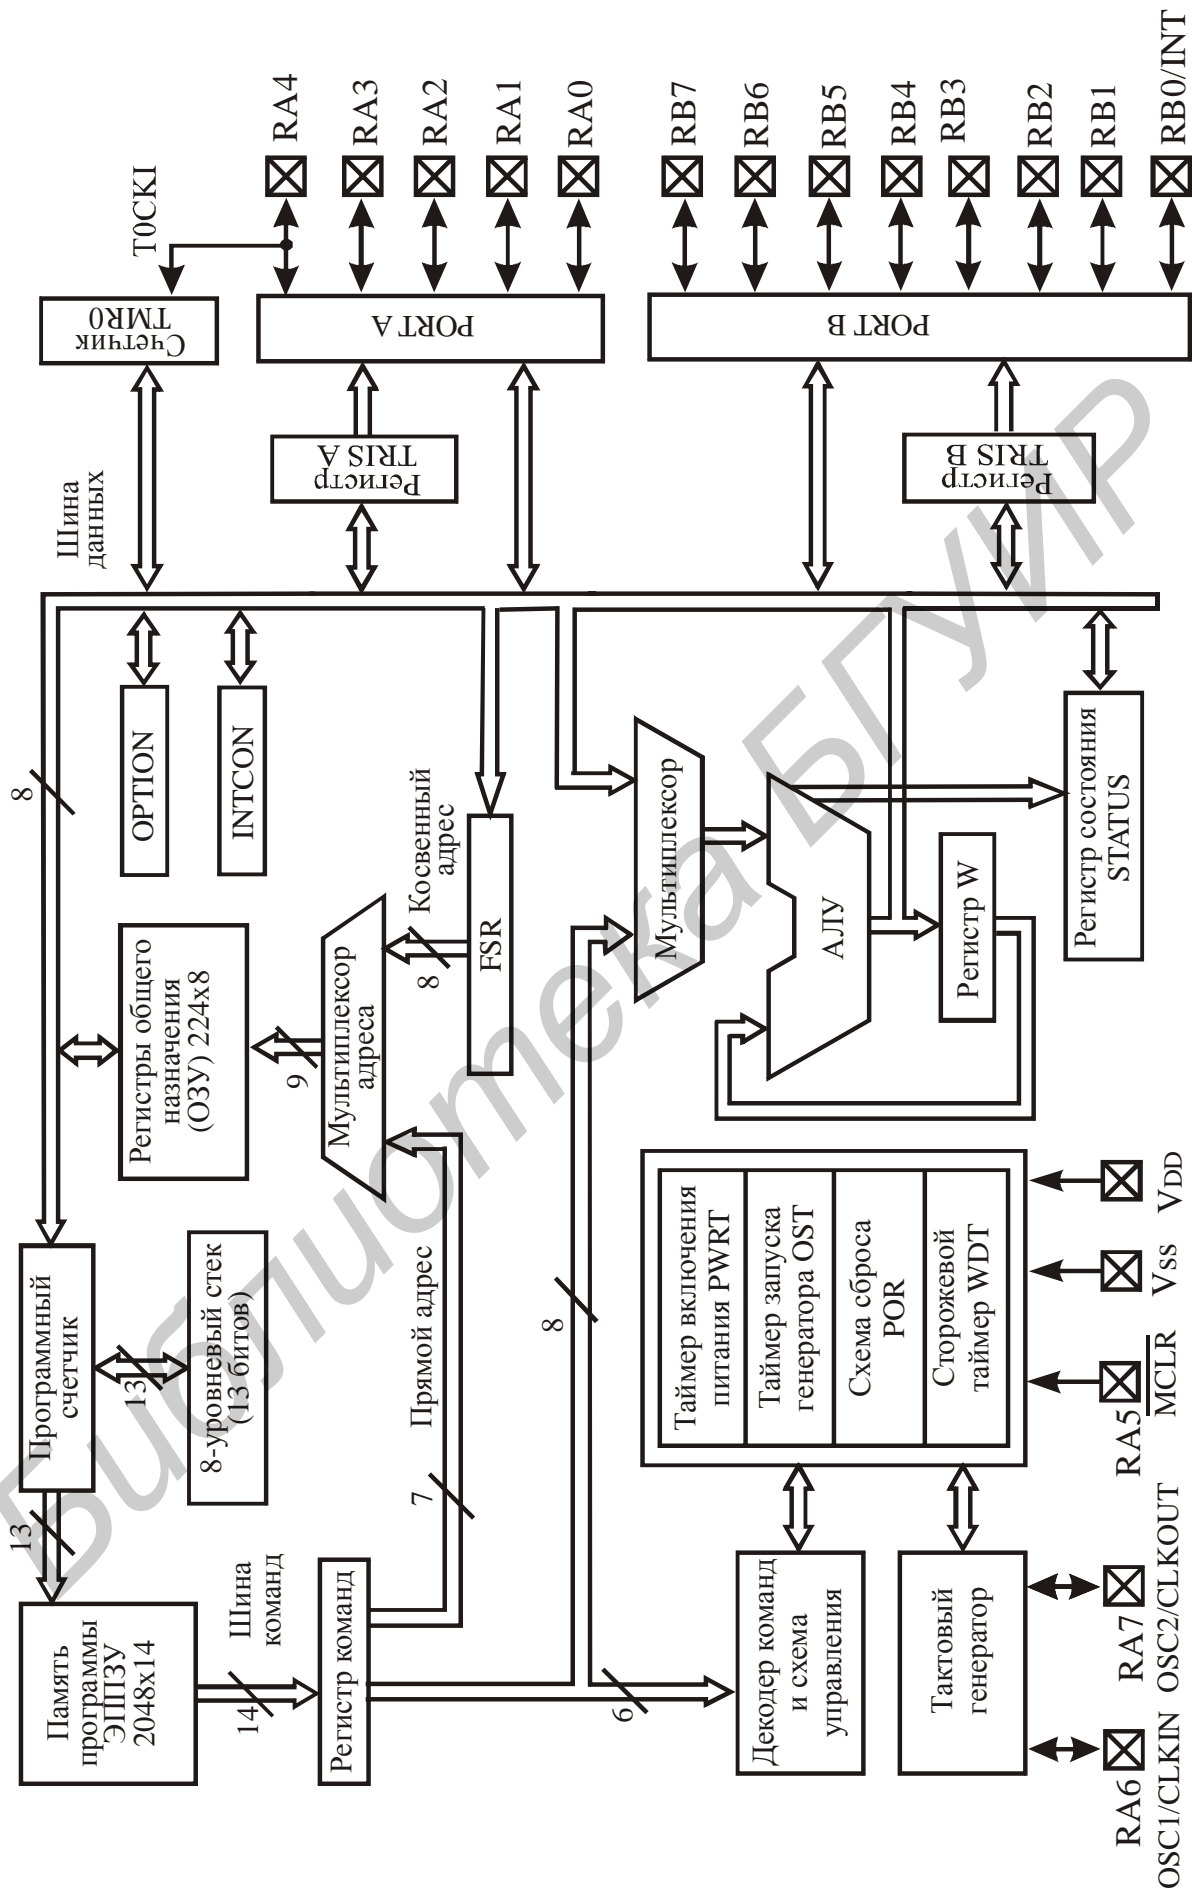 Память
программы
ЭППЗУ
2048x14
13
Программный
счетчик
13
8-уровневый стек
(13 битов)
8
Регистры общего
назначения
(ОЗУ) 224x8
9
Мультиплексор
адреса
OPTION
INTCON
Шина
данных
Счетчик
TMR0
T0CKI
Регистр
TRIS A
PORT A
RA4
RA3
RA2
RA1
RA0
14
Шина
команд
Регистр команд
7
Прямой адрес
8
Косвенный
адрес
FSR
8
6
Мультиплексор
АЛУ
Регистр W
Регистр состояния
STATUS
Регистр
TRIS B
PORT B
RB7
RB6
RB5
RB4
RB3
RB2
RB1
RB0/INT
Декодер команд
и схема
управления
Тактовый
генератор
Таймер включения
питания PWRT
Таймер запуска
генератора OST
Схема сброса
POR
Сторожевой
таймер WDT
RA6
OSC1/CLKIN
RA7
OSC2/CLKOUT
RA5
MCLR
VSS
VDD
Библиотека БГУИР